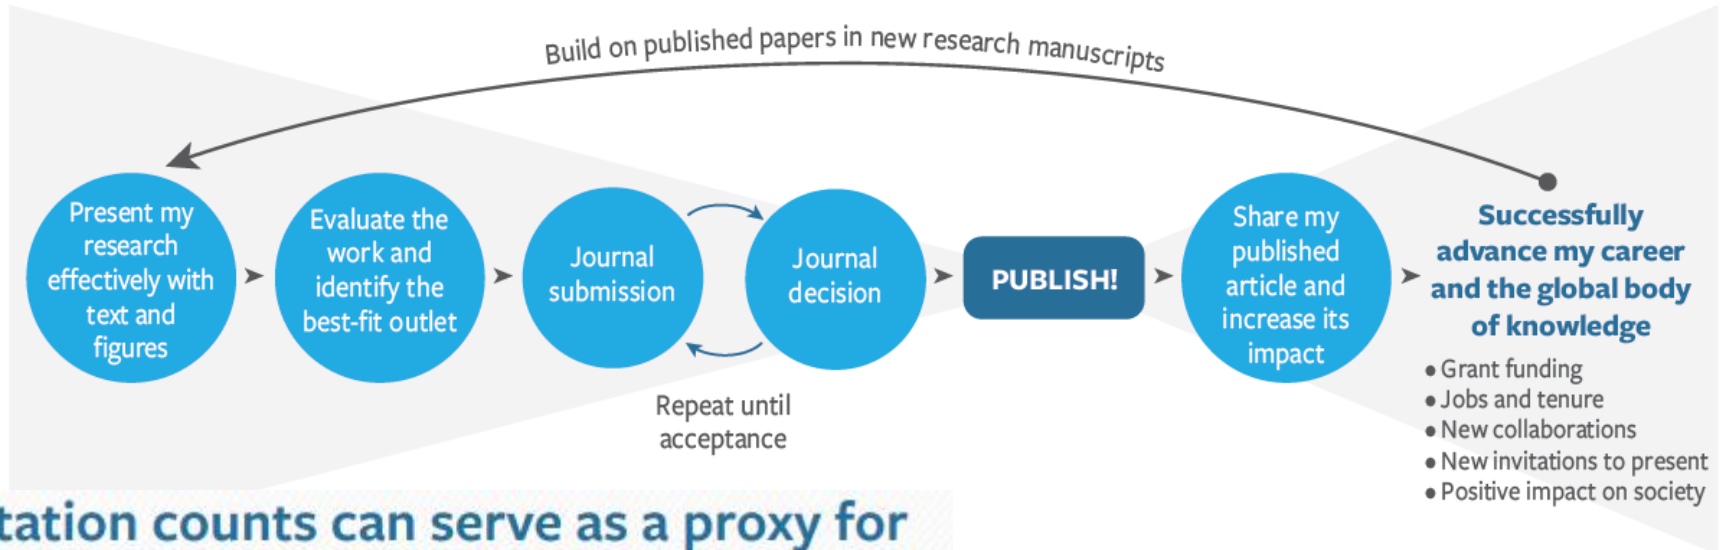 Build on published papers in new research manuscripts
Present my
research
effectively with
text and
figures
Evaluate the
work and
identify the
best-fit outlet
Journal
submission
Journal
decision
Repeat until
acceptance
PUBLISH!
Share my
published
article and
increase its
impact
Successfully
advance my career
and the global body
of knowledge
• Grant funding
• Jobs and tenure
• New collaborations
• New invitations to present
• Positive impact on society
counts can serve as a proxy for